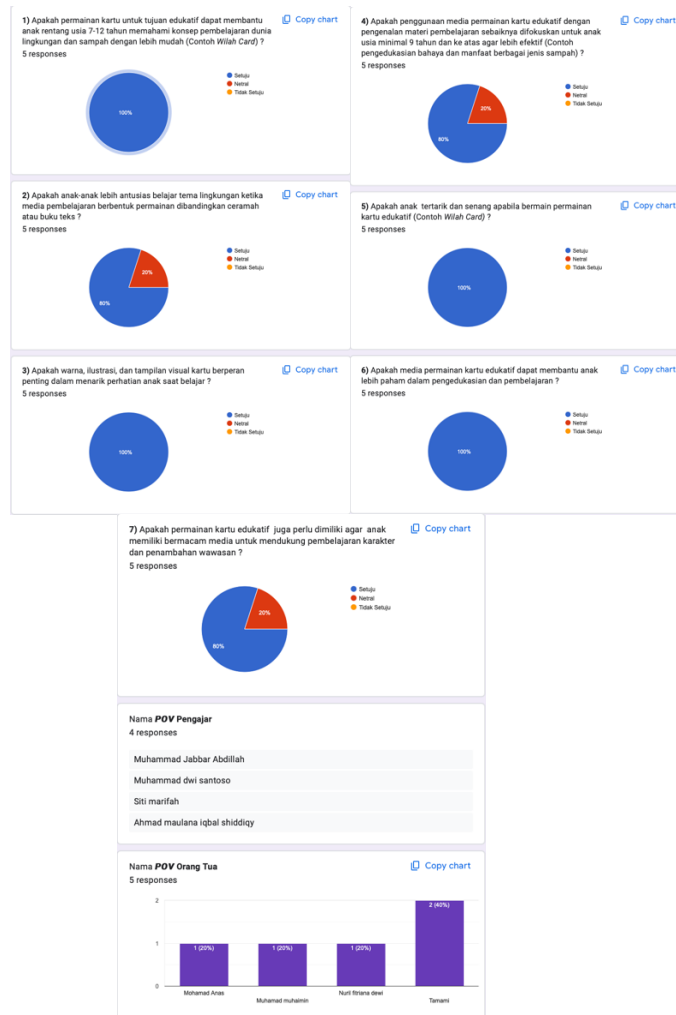 1) Apakah permainan kartu untuk tujuan edukatif dapat membantu
anak rentang usia 7-12 tahun memahami konsep pembelajaran dunia
lingkungan dan sampah dengan lebih mudah (Contoh Wilah Card) ?
Copy chart
5 responses
Setuju
Netral
Tidak Setuju
100%
2) Apakah anak-anak lebih antusias belajar tema lingkungan ketika
media pembelajaran berbentuk permainan dibandingkan ceramah
atau buku teks ?
Copy chart
5 responses
Setuju
Netral
Tidak Setuju
20%
80%
3) Apakah warna, ilustrasi, dan tampilan visual kartu berperan
penting dalam menarik perhatian anak saat belajar ?
Copy chart
5 responses
Setuju
Netral
Tidak Setuju
100%
4) Apakah penggunaan media permainan kartu edukatif dengan
pengenalan materi pembelajaran sebaiknya difokuskan untuk anak
usia minimal 9 tahun dan ke atas agar lebih efektif (Contoh
pengedukasian bahaya dan manfaat berbagai jenis sampah) ?
Copy chart
5 responses
Setuju
Netral
Tidak Setuju
20%
80%
5) Apakah anak tertarik dan senang apabila bermain permainan
kartu edukatif (Contoh Wilah Card) ?
Copy chart
5 responses
Setuju
Netral
Tidak Setuju
100%
6) Apakah media permainan kartu edukatif dapat membantu anak
lebih paham dalam pengedukasian dan pembelajaran ?
Copy chart
5 responses
Setuju
Netral
Tidak Setuju
100%
7) Apakah permainan kartu edukatif juga perlu dimiliki agar anak
memiliki bermacam media untuk mendukung pembelajaran karakter
dan penambahan wawasan ?
Copy chart
5 responses
Setuju
Netral
Tidak Setuju
20%
80%
Nama POV Pengajar
4 responses
Muhammad Jabbar Abdillah
Muhammad dwi santoso
Siti marifah
Ahmad maulana iqbal shiddiqy
Nama POV Orang Tua
Copy chart
5 responses
2
1
0
1 (20%)
1 (20%)
1 (20%)
2 (40%)
Mohamad Anas
Muhamad muhaimin
Nuril fitriana dewi
Tamami